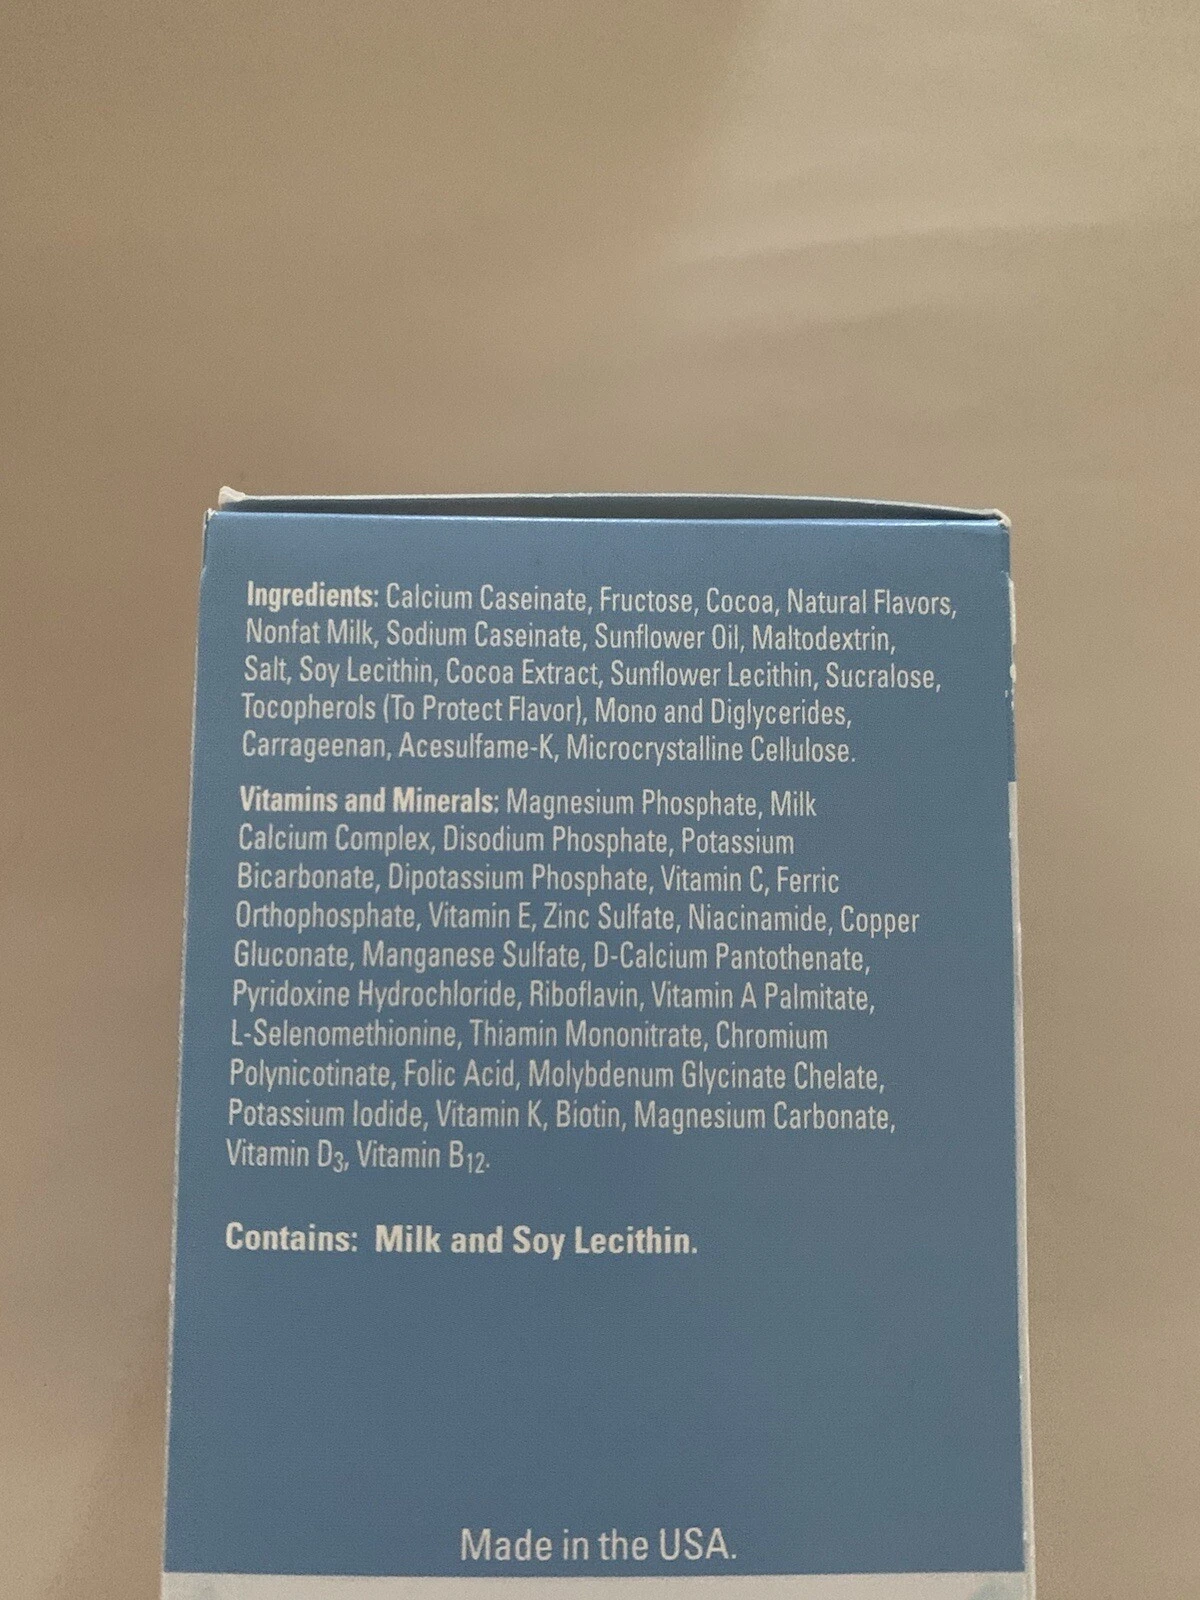 Ingredients: Calcium Caseinate, Fructose, Cocoa, Natural Flavors,
Nonfat Milk, Sodium Caseinate, Sunflower Oil, Maltodextrin,
Salt, Soy Lecithin, Cocoa Extract, Sunflower Lecithin, Sucralose,
Tocopherols (To Protect Flavor), Mono and Diglycerides,
Carrageenan, Acesulfame-K, Microcrystalline Cellulose.
Vitamins and Minerals: Magnesium Phosphate, Milk
Calcium Complex, Disodium Phosphate, Potassium
Bicarbonate, Dipotassium Phosphate, Vitamin C, Ferric
Orthophosphate, Vitamin E, Zinc Sulfate, Niacinamide, Copper
Gluconate, Manganese Sulfate, D-Calcium Pantothenate,
Pyridoxine Hydrochloride, Riboflavin, Vitamin A Palmitate,
L-Selenomethionine, Thiamin Mononitrate, Chromium
Polynicotinate, Folic Acid, Molybdenum Glycinate Chelate,
Potassium Iodide, Vitamin K, Biotin, Magnesium Carbonate,
Vitamin D3, Vitamin B12.
Contains: Milk and Soy Lecithin.
Made in the USA.